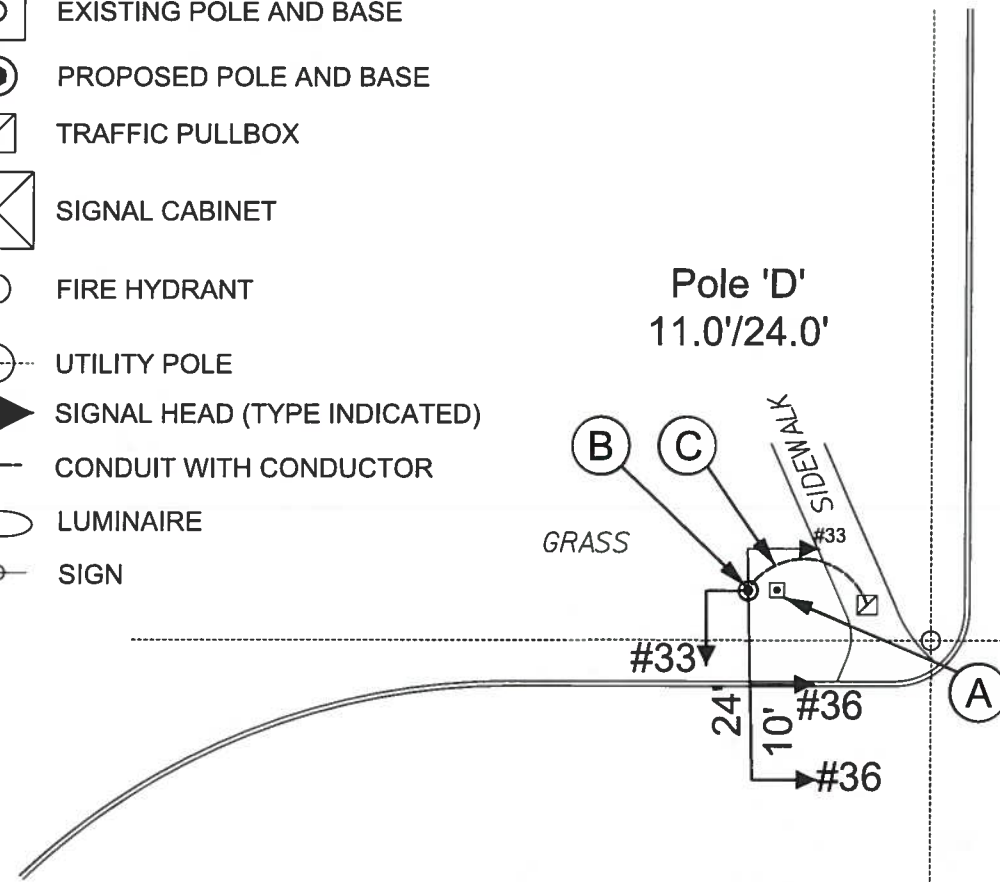 EXISTING POLE AND BASE
PROPOSED POLE AND BASE
TRAFFIC PULLBOX
SIGNAL CABINET
FIRE HYDRANT
UTILITY POLE
SIGNAL HEAD (TYPE INDICATED)
CONDUIT WITH CONDUCTOR
LUMINAIRE
SIGN
Pole 'D'
11.0'/24.0'
B
C
SIDEWALK
GRASS
#33
#33
24'
10'
#36
A
#36